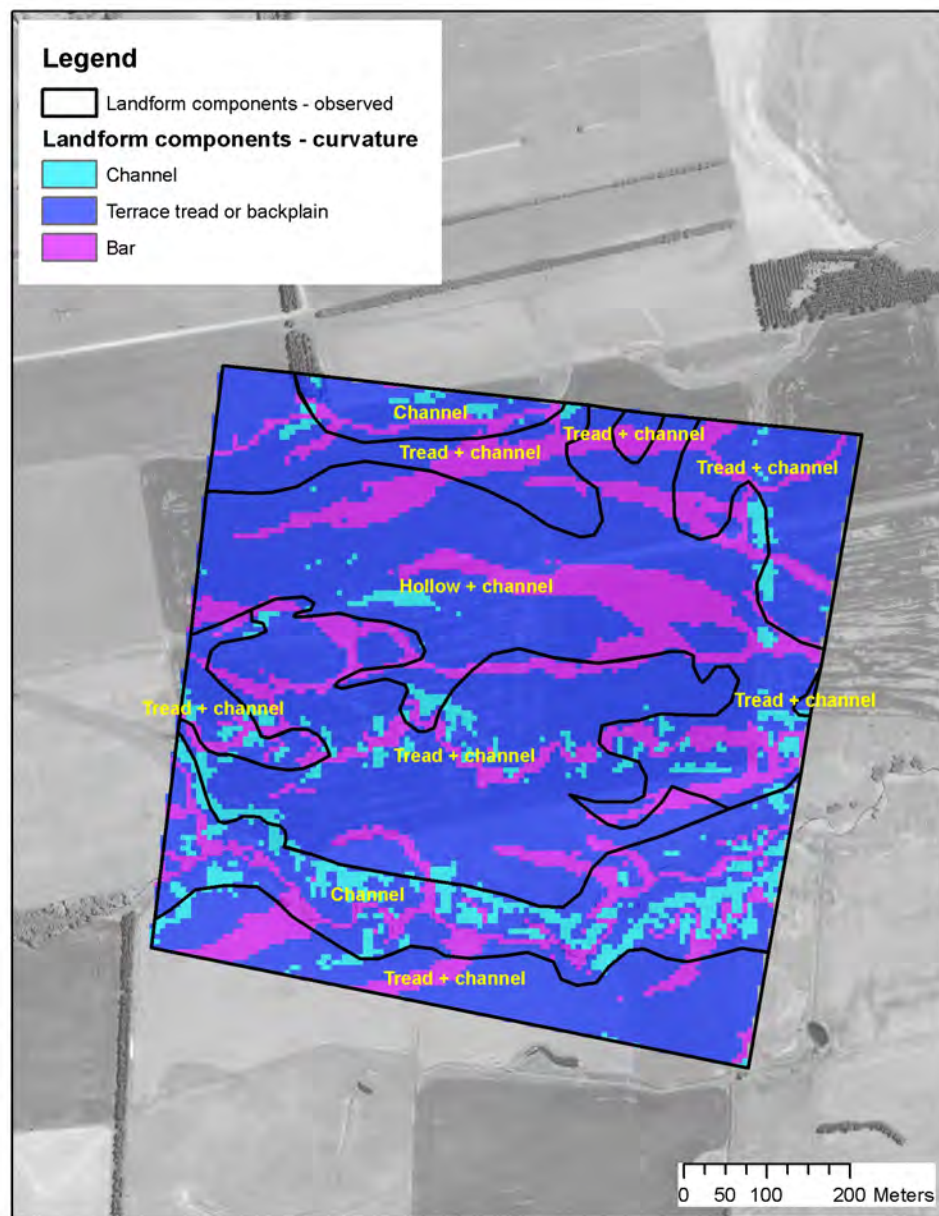 Legend
Landform components - observed
Landform components - curvature
Channel
Terrace tread or backplain
Bar
Channel
Tread + channel
Tread + channel
Tread + channel
Hollow + channel
Tread + channel
Tread + channel
Tread + channel
Channel
Tread + channel
0 50 100 200 Meters